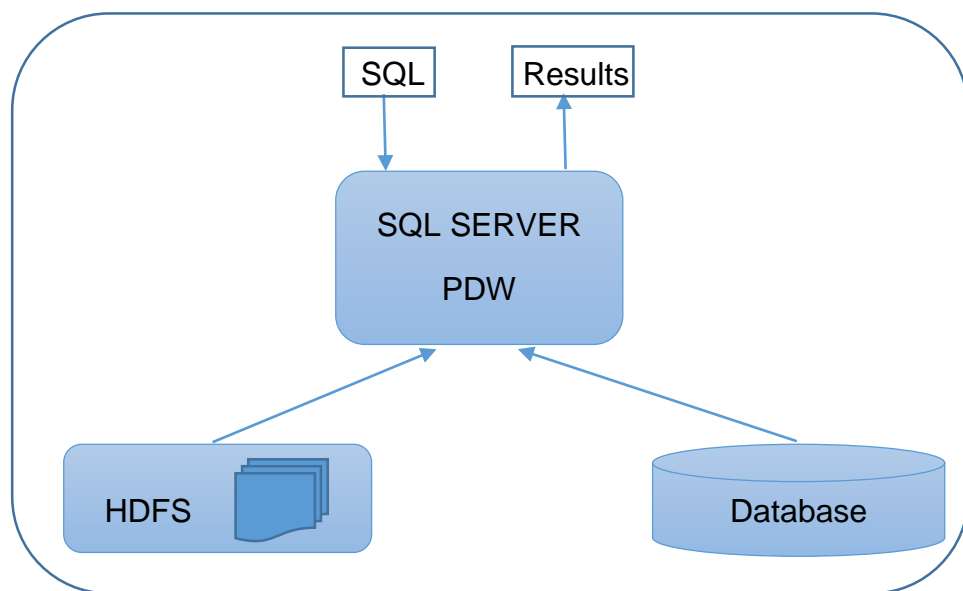 SQL
Results
SQL SERVER
PDW
HDFS
Database